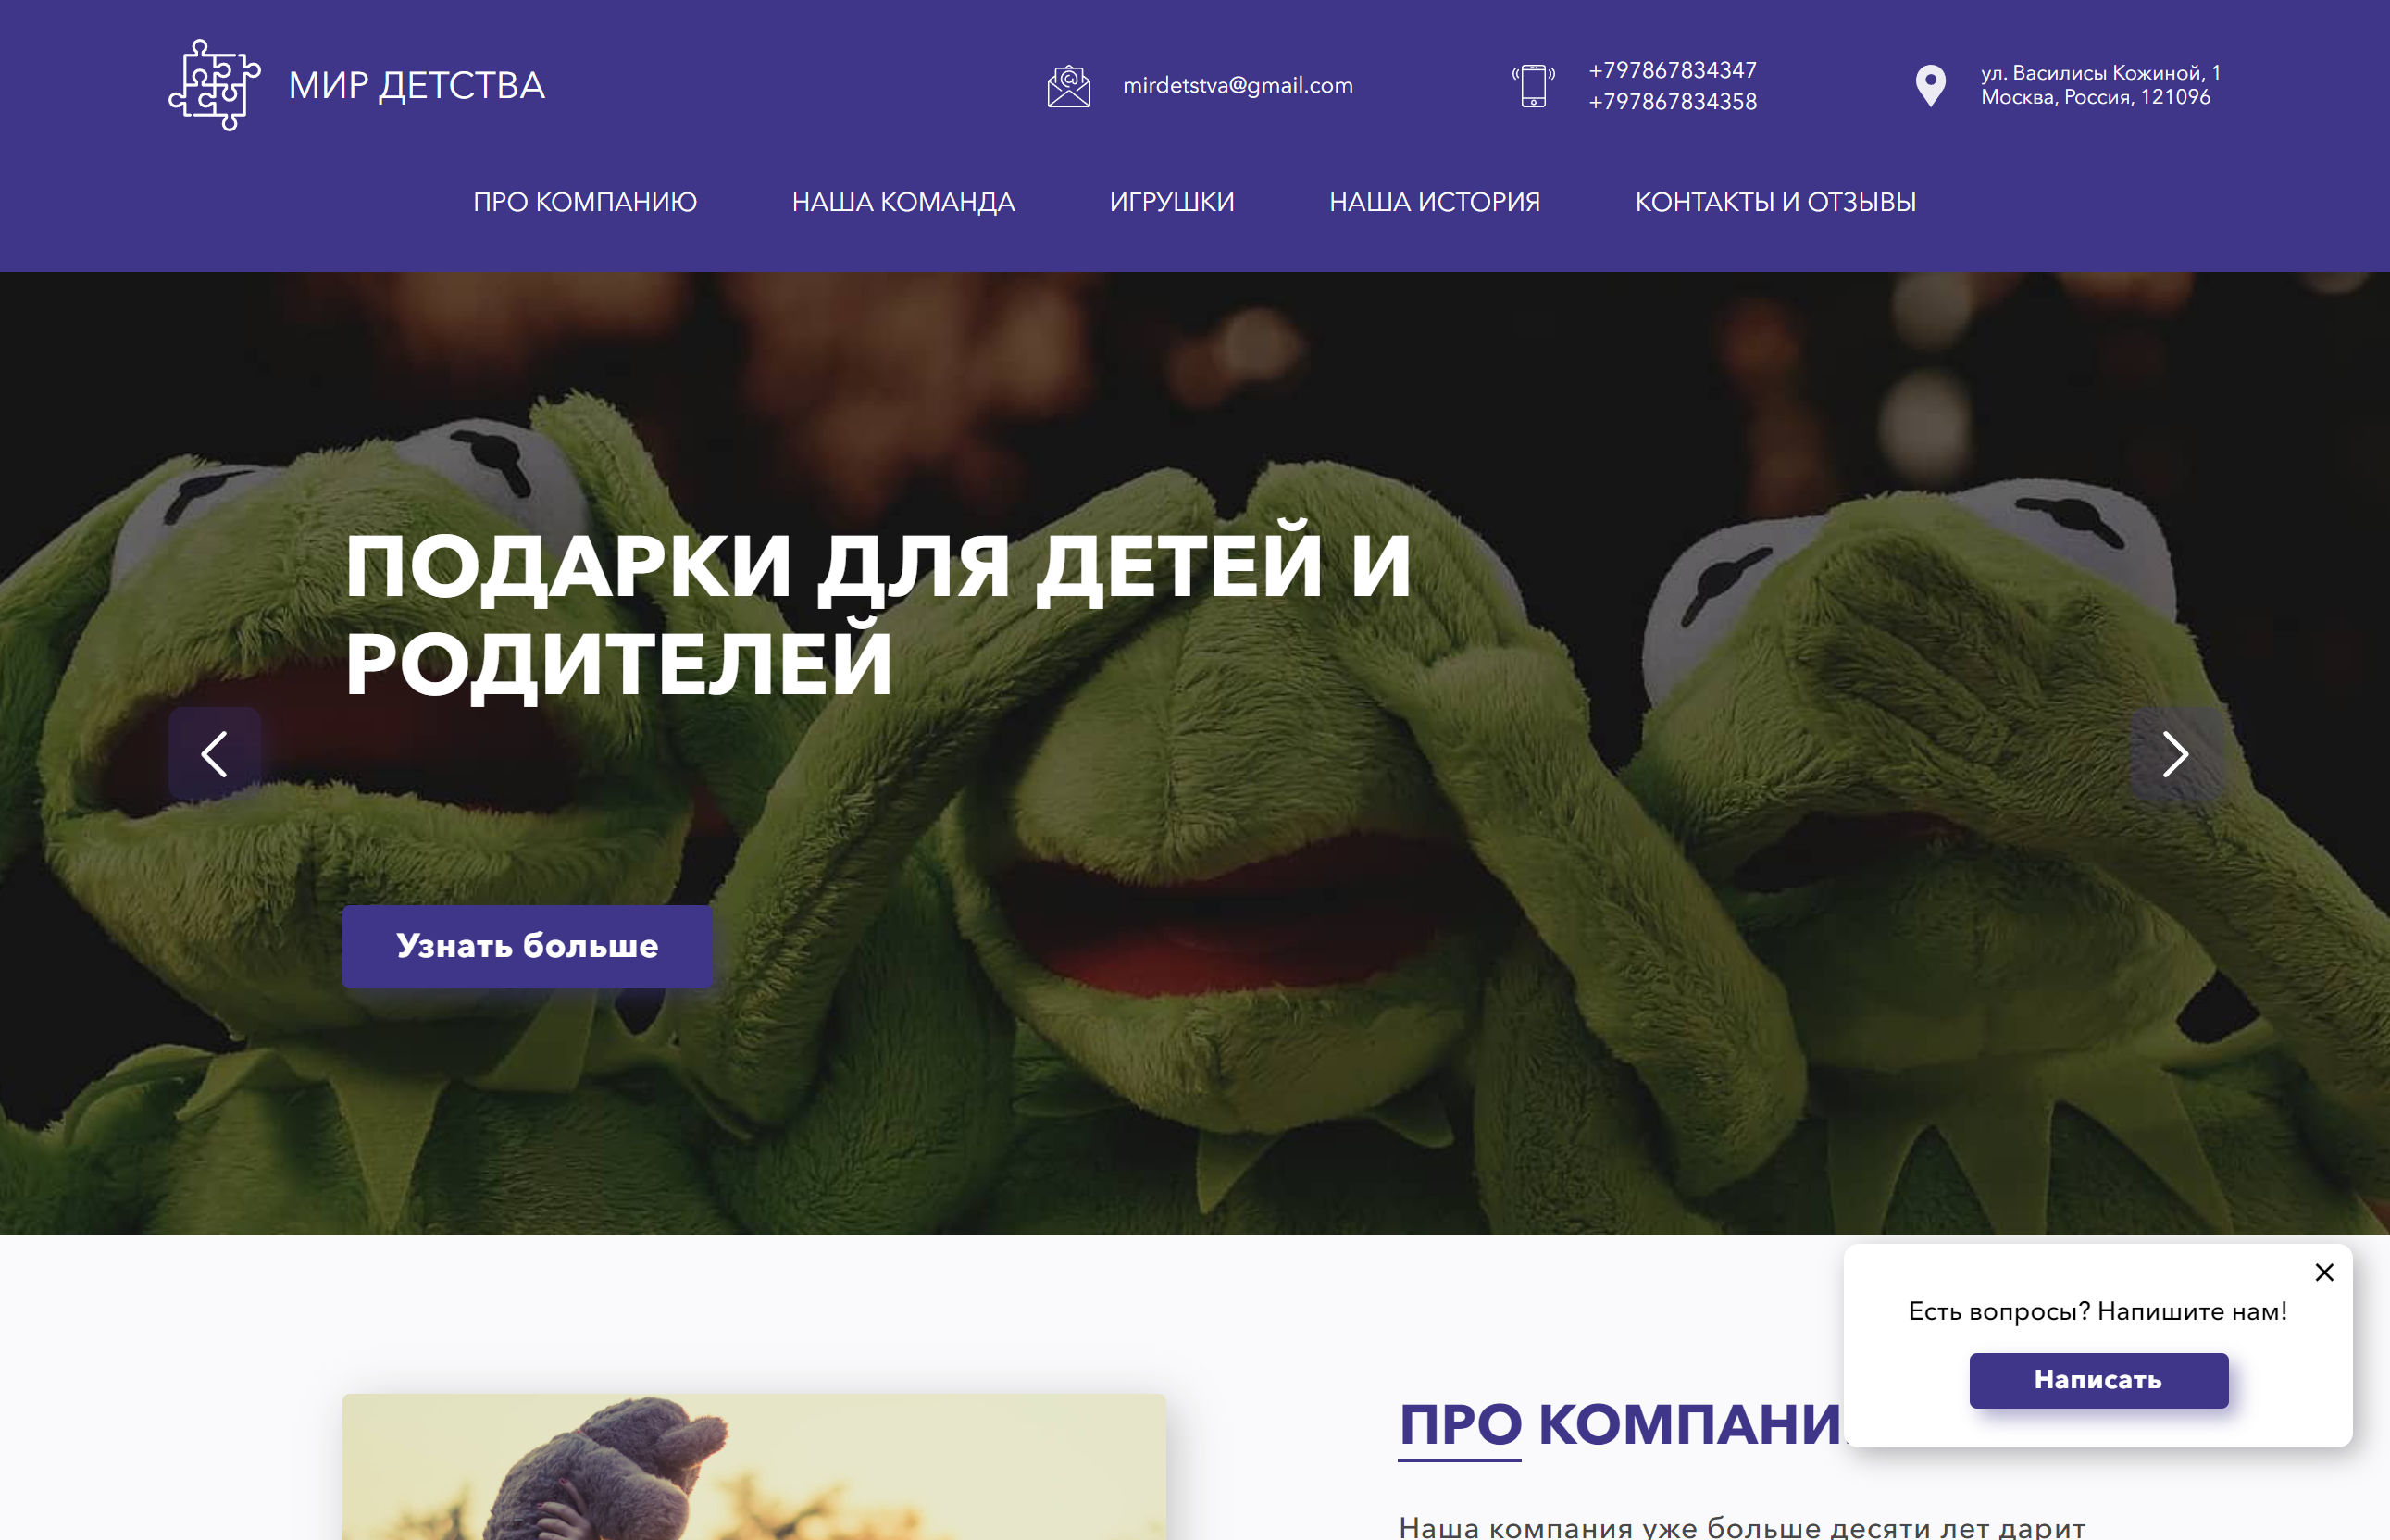 МИР ДЕТСТВА
mirdetstva@gmail.com
+797867834347
+797867834358
ул. Василисы Кожиной, 1
Москва, Россия, 121096
ПРО КОМПАНИЮ
НАША КОМАНДА
ИГРУШКИ
НАША ИСТОРИЯ
КОНТАКТЫ И ОТЗЫВЫ
ПОДАРКИ ДЛЯ ДЕТЕЙ И
РОДИТЕЛЕЙ
Узнать больше
Есть вопросы? Напишите нам!
Написать
ПРО КОМПАНИ
Наша компания уже больше десяти лет дарит